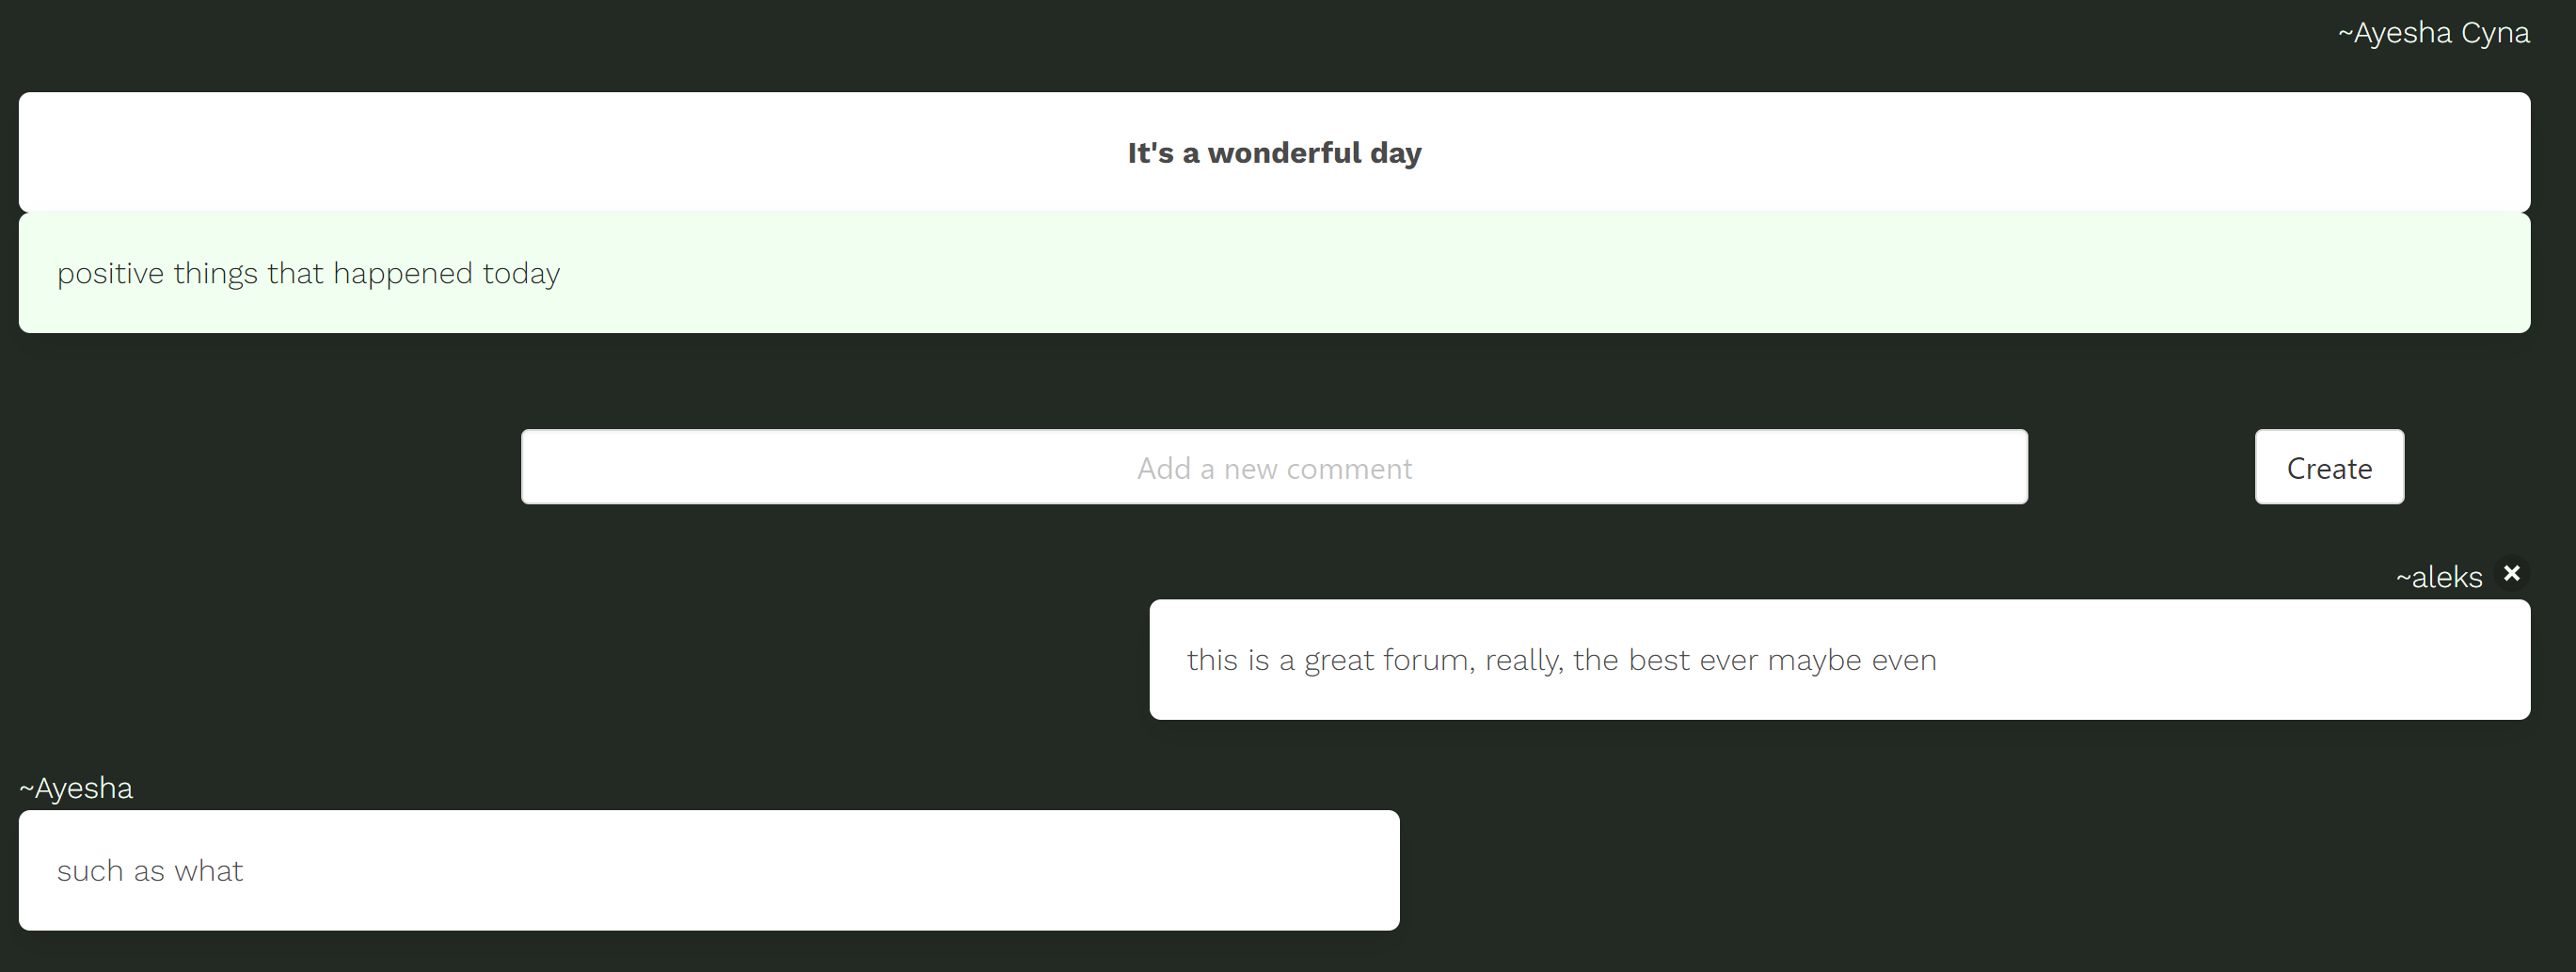 ~Ayesha Cyna
It's a wonderful day
positive things that happened today
Add a new comment
Create
~aleks
this is a great forum, really, the best ever maybe even
~Ayesha
such as what